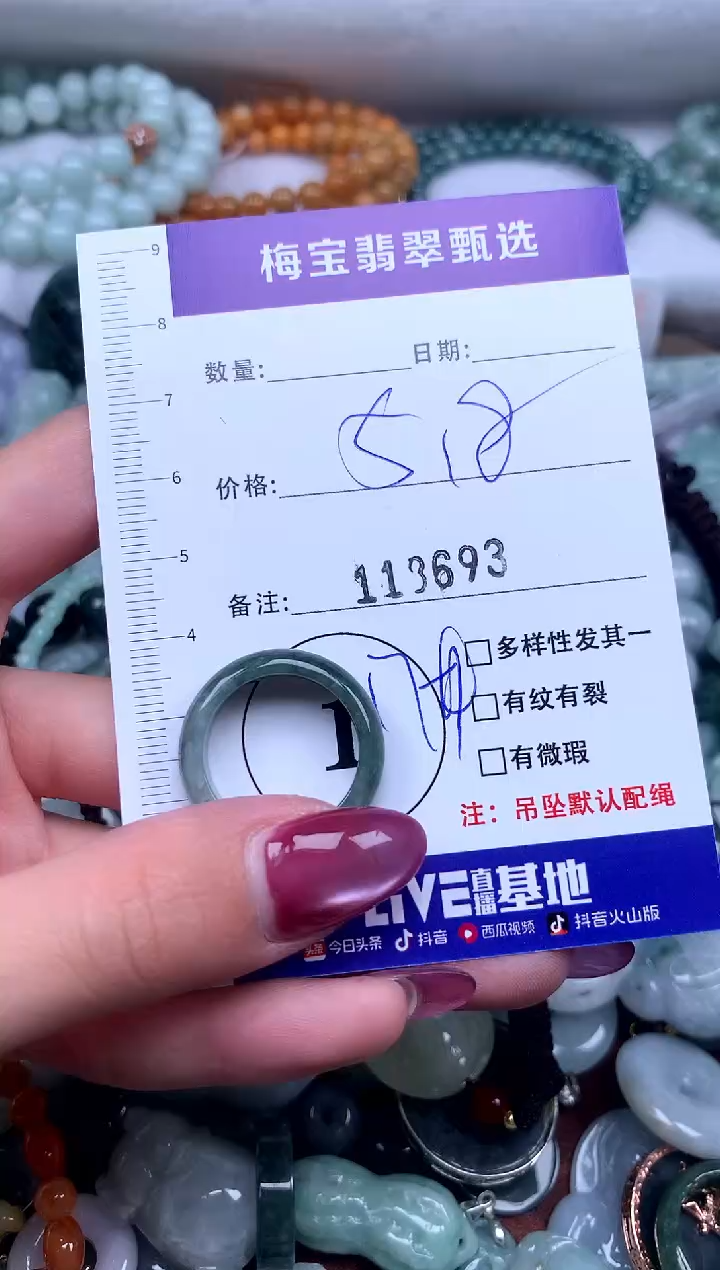 梅宝翡翠甄选
9
8
7
6
5
4
数量: 日期:
价格: 518
备注: 113693
1
多样性发其一
有纹有裂
有微瑕
注：吊坠默认配绳
LIVE直播基地
头条 今日头条 抖音 西瓜视频 抖音火山版